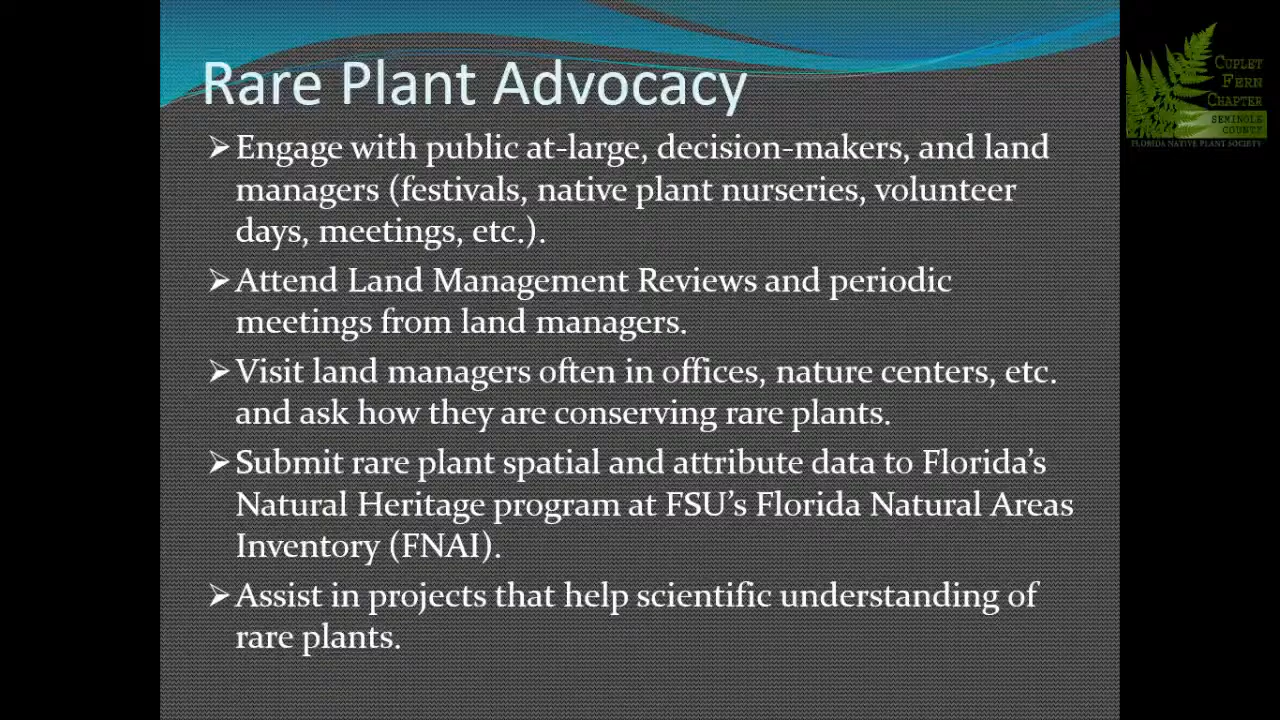 Rare Plant Advocacy
➢Engage with public at-large, decision-makers, and land
managers (festivals, native plant nurseries, volunteer
days, meetings, etc.).
➢Attend Land Management Reviews and periodic
meetings from land managers.
➢Visit land managers often in offices, nature centers, etc.
and ask how they are conserving rare plants.
➢Submit rare plant spatial and attribute data to Florida’s
Natural Heritage program at FSU’s Florida Natural Areas
Inventory (FNAI).
➢Assist in projects that help scientific understanding of
rare plants.
CUPLET
FERN
CHAPTER
SEMINOLE
COUNTY
FLORIDA NATIVE PLANT SOCIETY